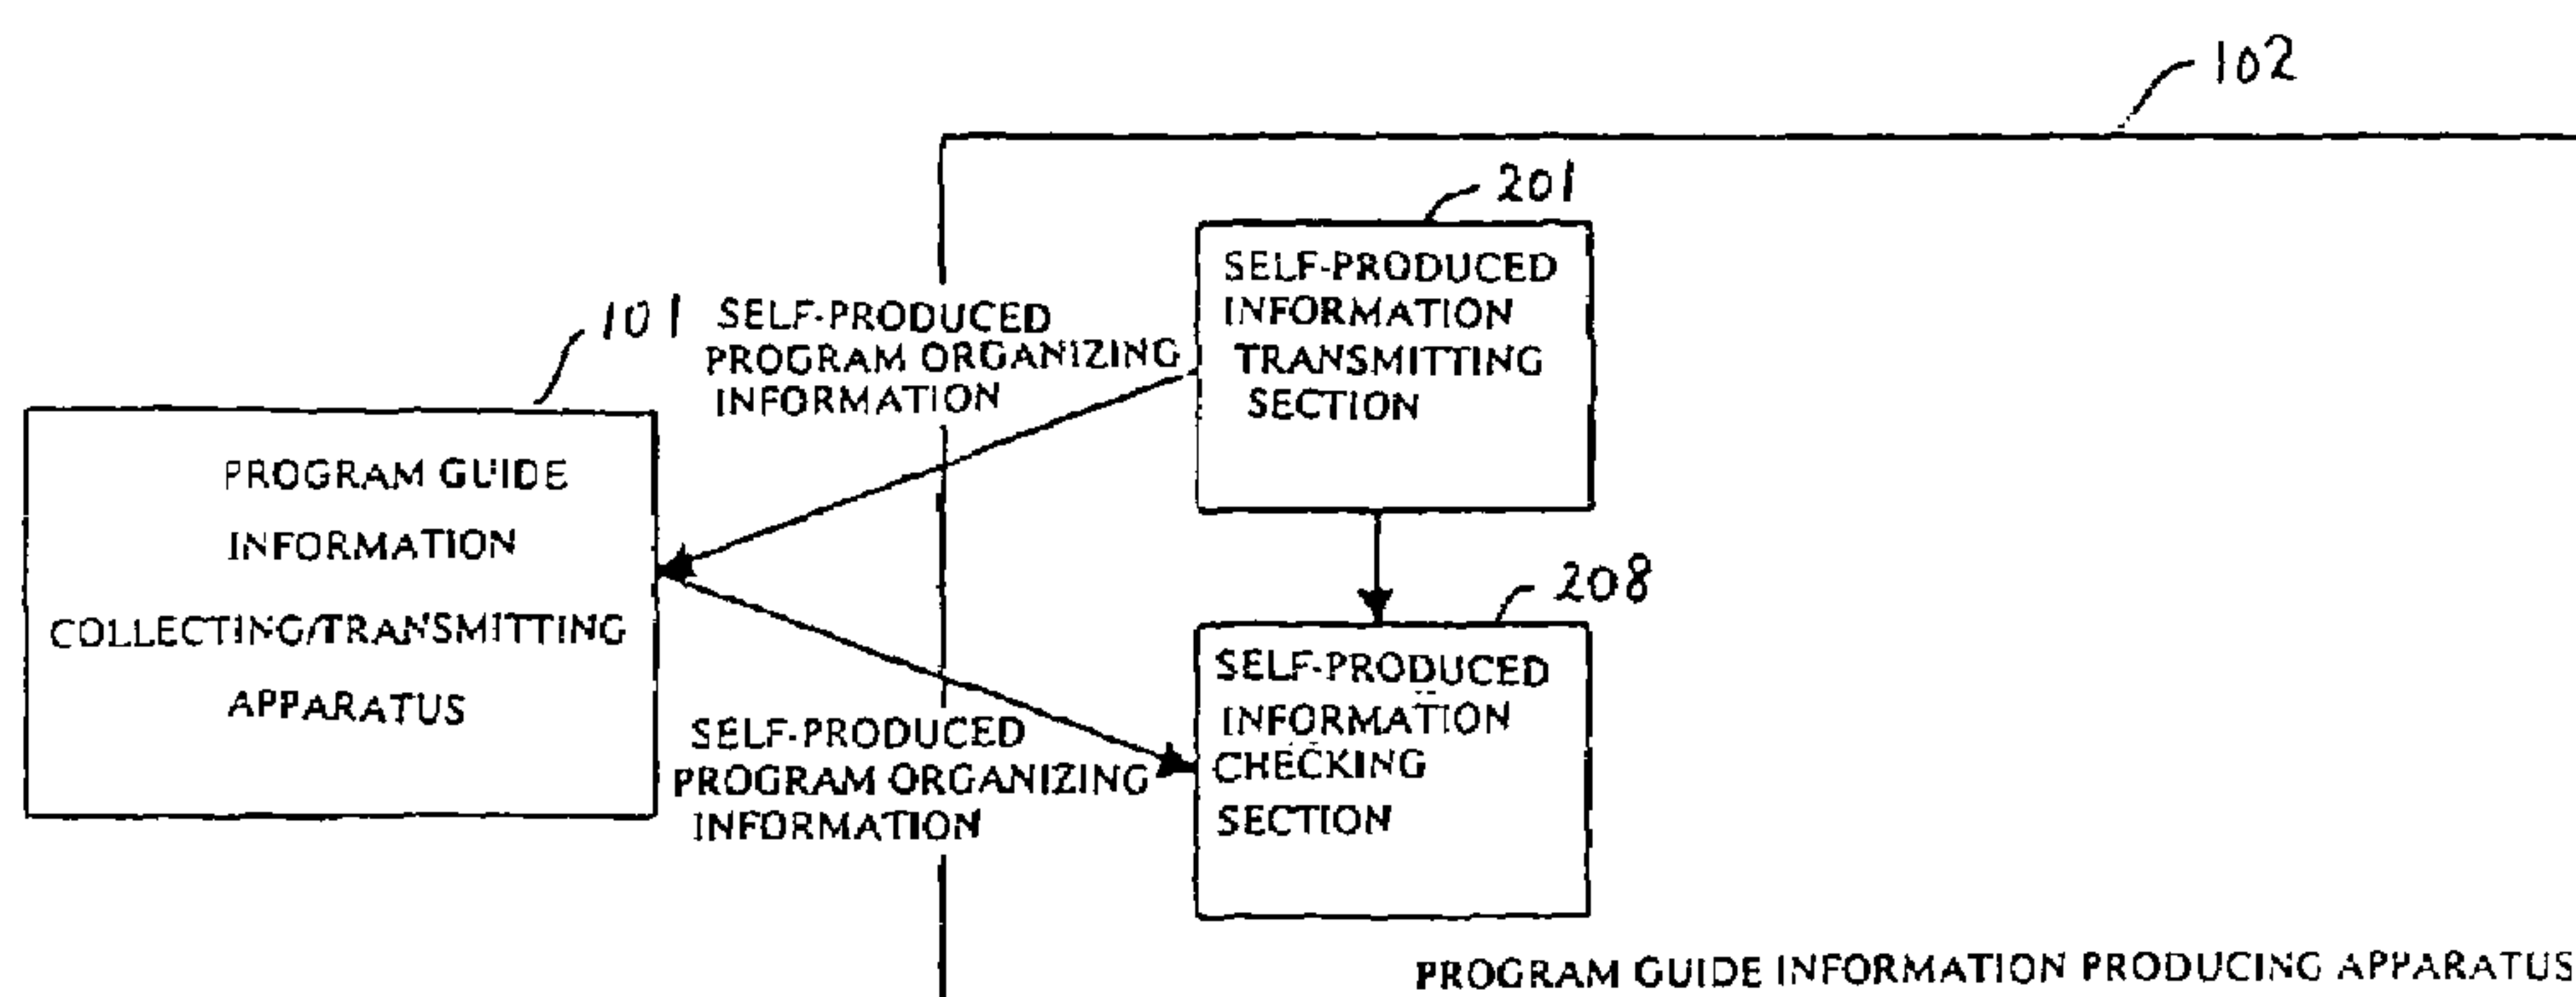 102
201
SELF-PRODUCED
INFORMATION
TRANSMITTING
SECTION
101
SELF-PRODUCED
PROGRAM ORGANIZING
INFORMATION
PROGRAM GUIDE
INFORMATION
COLLECTING/TRANSMITTING
APPARATUS
208
SELF-PRODUCED
INFORMATION
CHECKING
SECTION
SELF-PRODUCED
PROGRAM ORGANIZING
INFORMATION
PROGRAM GUIDE INFORMATION PRODUCING APPARATUS